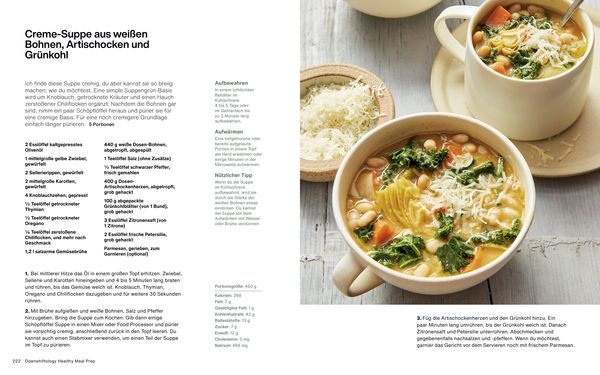 Creme-Suppe aus weißen
Bohnen, Artischocken und
Grünkohl
Ich finde diese Suppe cremig, du aber kannst sie so breiig
machen, wie du möchtest. Eine simple Suppengrün-Basis
wird um Knoblauch, getrocknete Kräuter und einen Hauch
zerstoßener Chiliflocken ergänzt. Nachdem die Bohnen gar
sind, nimm ein paar Schöpflöffel heraus und pürier sie für
eine cremige Basis. Für eine noch cremigere Grundlage
einfach länger pürieren. 5 Portionen
2 Esslöffel kaltgepresstes
Olivenöl
1 mittelgroße gelbe Zwiebel,
gewürfelt
2 Sellerierippen, gewürfelt
2 mittelgroße Karotten,
gewürfelt
4 Knoblauchzehen, gepresst
½ Teelöffel getrockneter
Thymian
½ Teelöffel getrockneter
Oregano
¼ Teelöffel zerstoßene
Chiliflocken, und mehr nach
Geschmack
1,2 l salzarme Gemüsebrühe
440 g weiße Dosen-Bohnen,
abgetropft, abgespült
1 Teelöffel Salz (ohne Zusätze)
½ Teelöffel schwarzer Pfeffer,
frisch gemahlen
400 g Dosen-
Artischockenherzen, abgetropft,
grob gehackt
100 g abgepackte
Grünkohlblätter (von 1 Bund),
grob gehackt
3 Esslöffel Zitronensaft (von
1 Zitrone)
2 Esslöffel frische Petersilie,
grob gehackt
Parmesan, gerieben, zum
Garnieren (optional)
1. Bei mittlerer Hitze das Öl in einem großen Topf erhitzen. Zwiebel,
Sellerie und Karotten hineingeben und 4 bis 5 Minuten lang braten
und rühren, bis das Gemüse weich ist. Knoblauch, Thymian,
Oregano und Chiliflocken dazugeben und für weitere 30 Sekunden
rühren.
2. Mit Brühe aufgießen und weiße Bohnen, Salz und Pfeffer
hinzugeben. Bring die Suppe zum Kochen. Gib dann einige
Schöpflöffel Suppe in einen Mixer oder Food Processor und pürier
sie vorsichtig cremig, anschließend zurück in den Topf leeren. Du
kannst auch einen Stabmixer verwenden, um einen Teil der Suppe
im Topf zu pürieren.
Aufbewahren
In einem luftdichten
Behälter im
Kühlschrank
4 bis 5 Tage oder
im Gefrierfach bis
zu 3 Monate lang
aufbewahren.
Aufwärmen
Eine tiefgefrorene oder
bereits aufgetaute
Portion in einem Topf
am Herd erwärmen oder
einige Minuten in der
Mikrowelle aufwärmen.
Nützlicher Tipp
Wenn du die Suppe
im Kühlschrank
aufbewahrst, wird sie
durch die Stärke der
weißen Bohnen etwas
eindicken. Du kannst
die Suppe vor dem
Aufwärmen mit Wasser
oder Brühe verdünnen.
Portionsgröße: 450 g
Kalorien: 268
Fett: 7 g
Gesättigtes Fett: 1 g
Kohlenhydrate: 42 g
Ballaststoffe: 13 g
Zucker: 7 g
Eiweiß: 12 g
Cholesterin: 0 mg
Natrium: 659 mg
3. Füg die Artischockenherzen und den Grünkohl hinzu. Ein
paar Minuten lang umrühren, bis der Grünkohl weich ist. Danach
Zitronensaft und Petersilie unterrühren. Abschmecken und
gegebenenfalls nachsalzen und -pfeffern. Wenn du möchtest,
garnier das Gericht vor dem Servieren noch mit frischem Parmesan.
222 Downshiftology Healthy Meal Prep